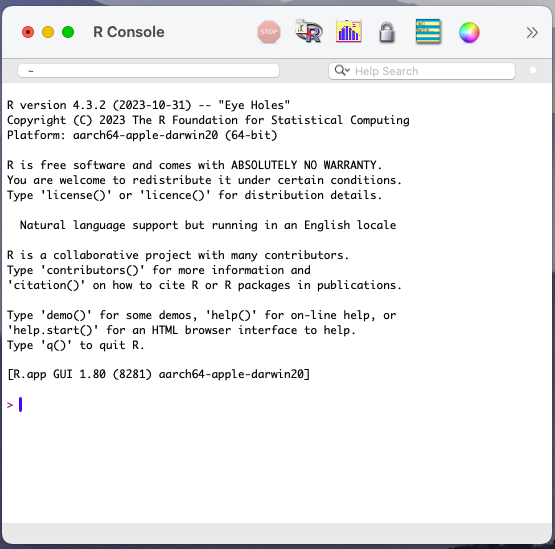 R Console
STOP
~
Help Search
R version 4.3.2 (2023-10-31) -- "Eye Holes"
Copyright (C) 2023 The R Foundation for Statistical Computing
Platform: aarch64-apple-darwin20 (64-bit)
R is free software and comes with ABSOLUTELY NO WARRANTY.
You are welcome to redistribute it under certain conditions.
Type 'license()' or 'licence()' for distribution details.
Natural language support but running in an English locale
R is a collaborative project with many contributors.
Type 'contributors()' for more information and
'citation()' on how to cite R or R packages in publications.
Type 'demo()' for some demos, 'help()' for on-line help, or
'help.start()' for an HTML browser interface to help.
Type 'q()' to quit R.
[R.app GUI 1.80 (8281) aarch64-apple-darwin20]
>